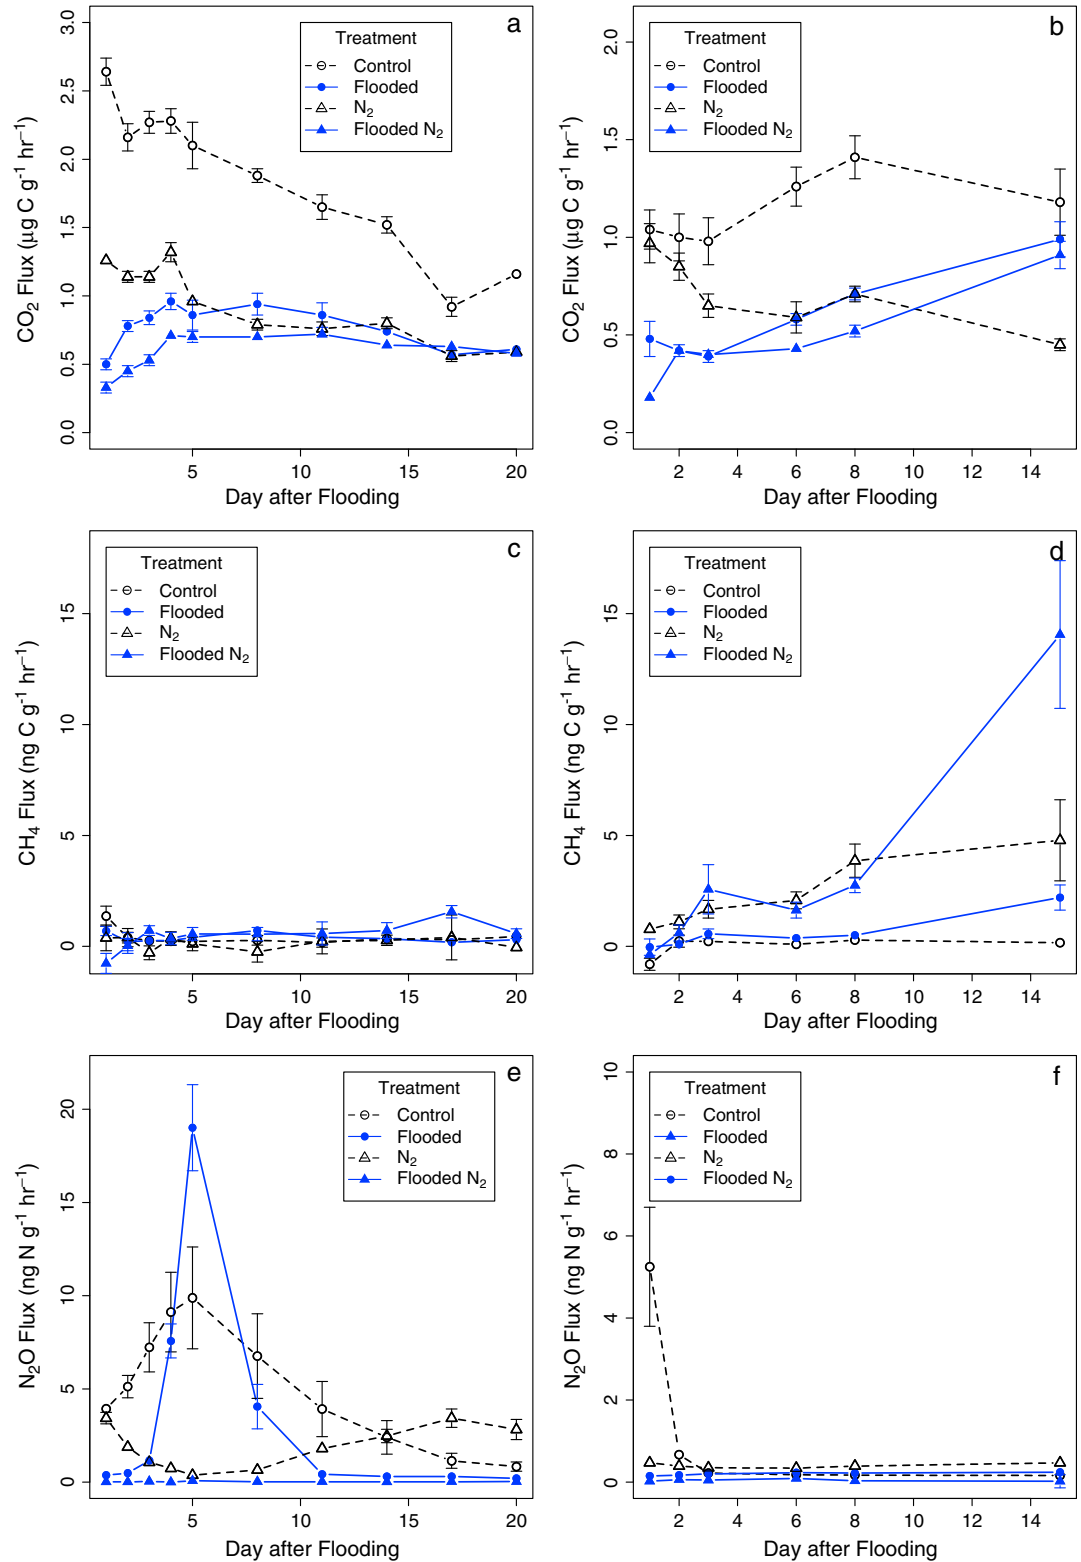 a
Treatment
Control
Flooded
N₂
Flooded N₂
CO₂ Flux (μg C g⁻¹ hr⁻¹)
0.0 0.5 1.0 1.5 2.0 2.5 3.0
5 10 15 20
Day after Flooding
b
Treatment
Control
Flooded
N₂
Flooded N₂
CO₂ Flux (μg C g⁻¹ hr⁻¹)
0.0 0.5 1.0 1.5 2.0
2 4 6 8 10 12 14
Day after Flooding
c
Treatment
Control
Flooded
N₂
Flooded N₂
CH₄ Flux (ng C g⁻¹ hr⁻¹)
0 5 10 15
5 10 15 20
Day after Flooding
d
Treatment
Control
Flooded
N₂
Flooded N₂
CH₄ Flux (ng C g⁻¹ hr⁻¹)
0 5 10 15
2 4 6 8 10 12 14
Day after Flooding
e
Treatment
Control
Flooded
N₂
Flooded N₂
N₂O Flux (ng N g⁻¹ hr⁻¹)
0 5 10 15 20
5 10 15 20
Day after Flooding
f
Treatment
Control
Flooded
N₂
Flooded N₂
N₂O Flux (ng N g⁻¹ hr⁻¹)
0 2 4 6 8 10
2 4 6 8 10 12 14
Day after Flooding